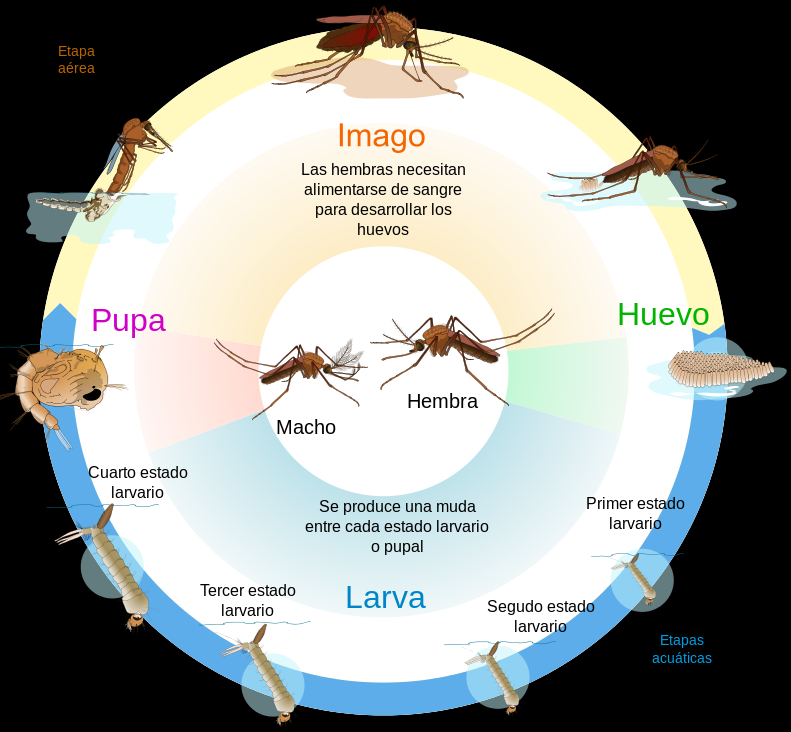 Etapa
aérea
Imago
Las hembras necesitan
alimentarse de sangre
para desarrollar los
huevos
Pupa
Huevo
Macho
Hembra
Cuarto estado
larvario
Se produce una muda
entre cada estado larvario
o pupal
Primer estado
larvario
Tercer estado
larvario
Larva
Segudo estado
larvario
Etapas
acuáticas